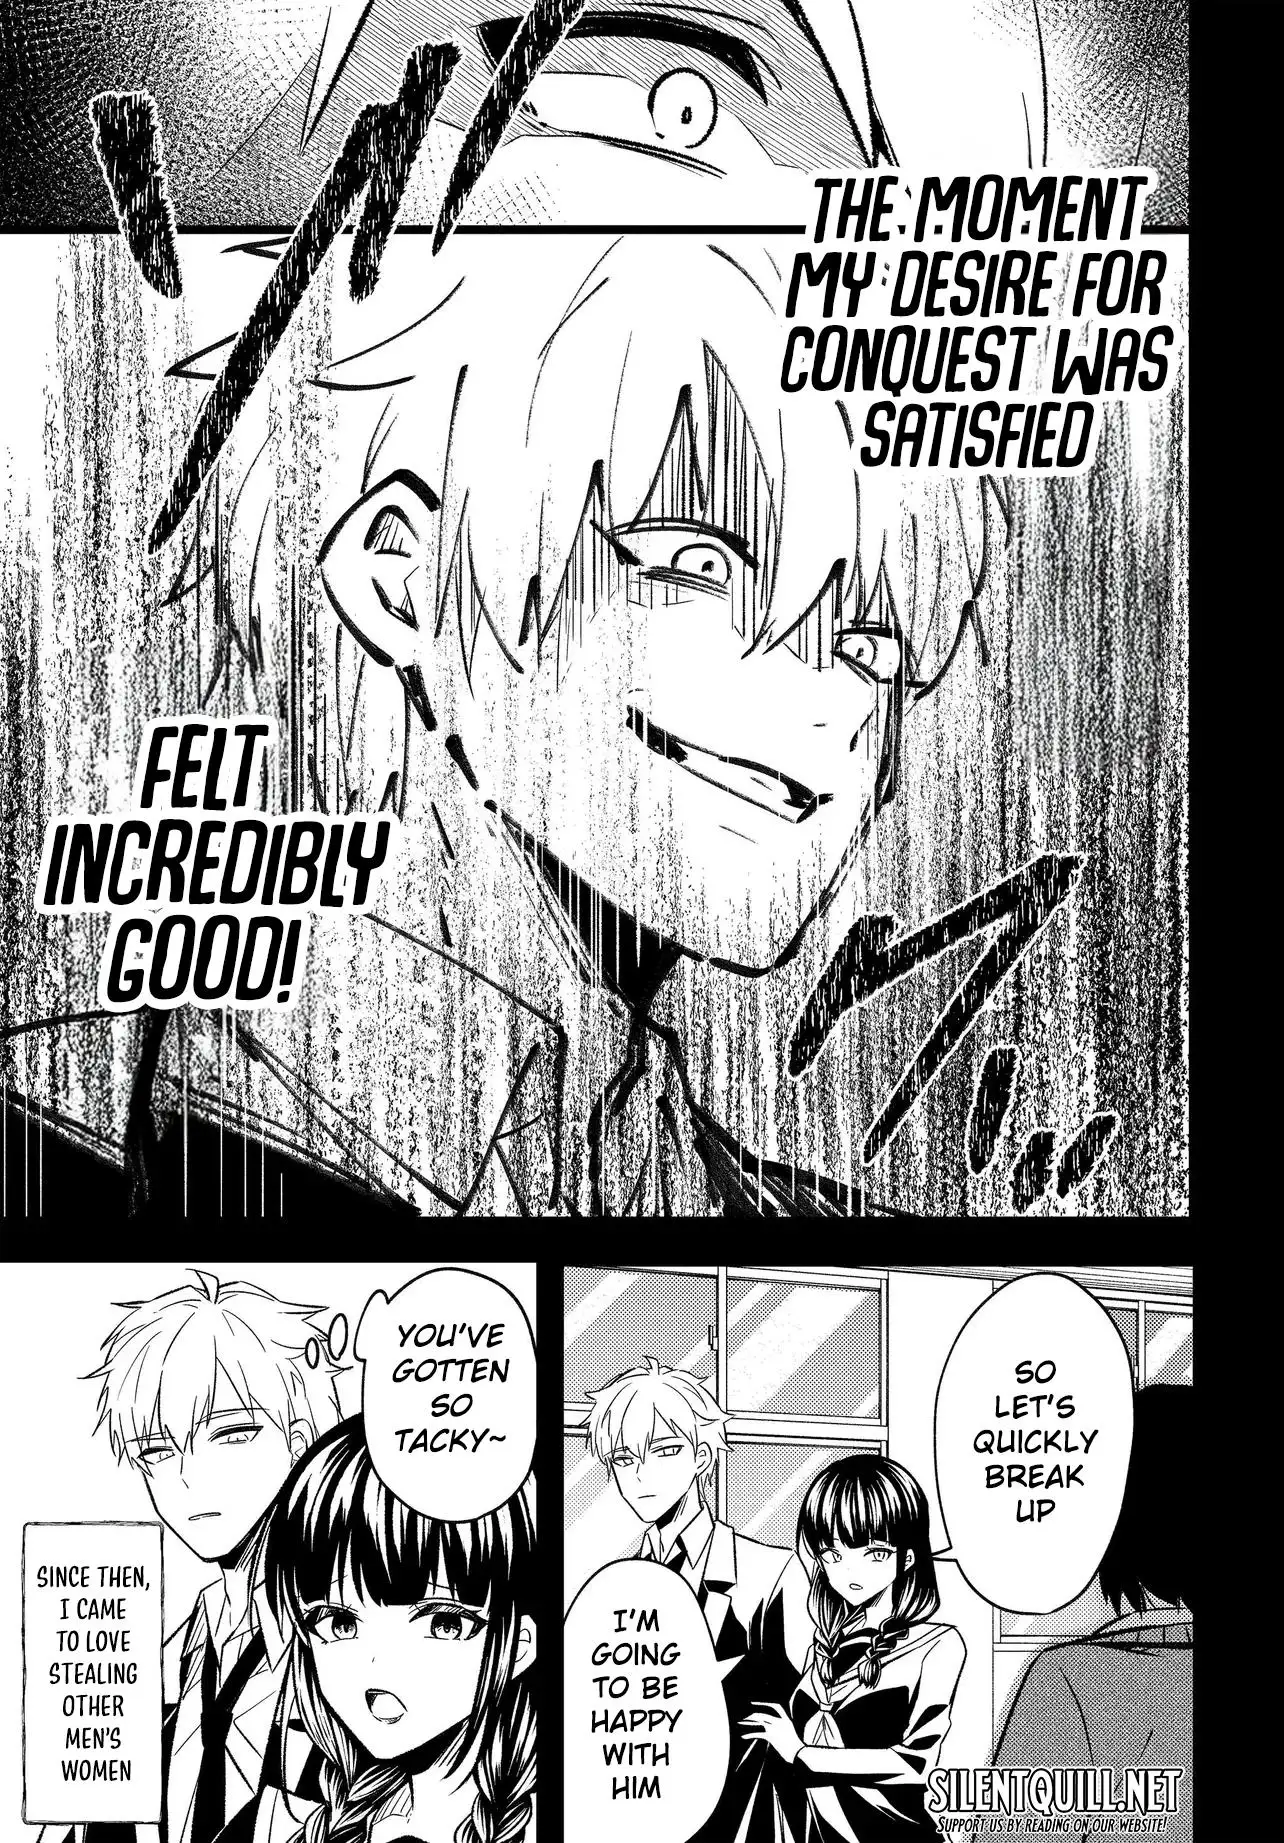 THE MOMENT
MY DESIRE FOR
CONQUEST WAS
SATISFIED
FELT
INCREDIBLY
GOOD!
SO
LET'S
QUICKLY
BREAK
UP
I'M
GOING
TO BE
HAPPY
WITH
HIM
YOU'VE
GOTTEN
SO
TACKY~
SINCE THEN,
I CAME
TO LOVE
STEALING
OTHER
MEN'S
WOMEN
SILENTQUILL.NET
SUPPORT US BY READING ON OUR WEBSITE!